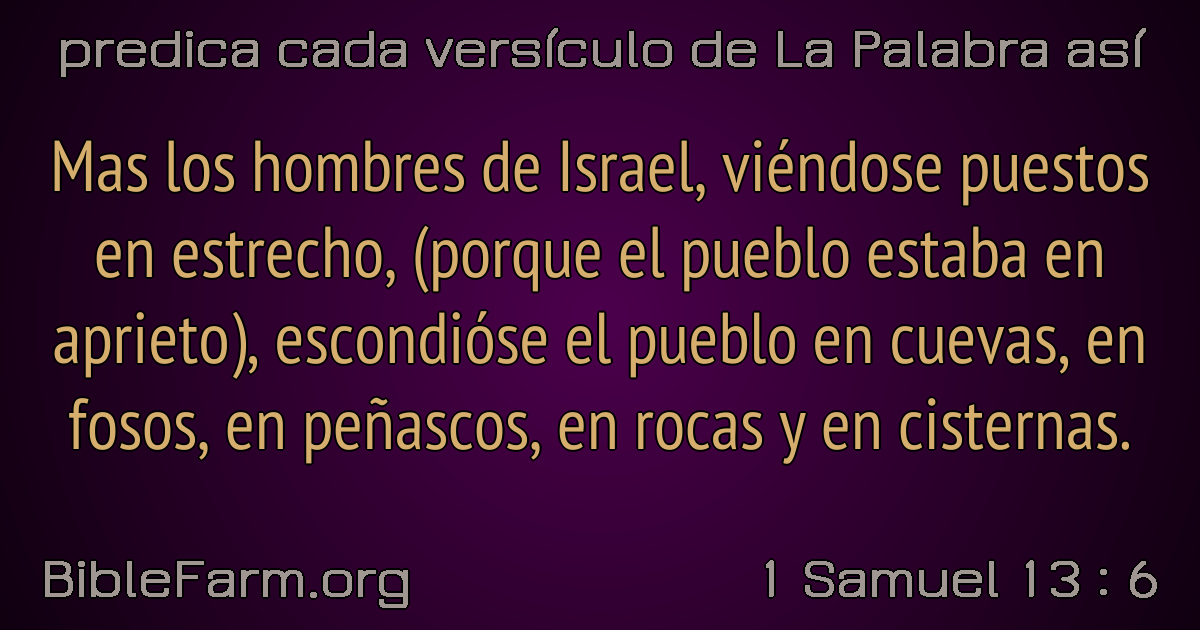 predica cada versículo de La Palabra así
Mas los hombres de Israel, viéndose puestos
en estrecho, (porque el pueblo estaba en
aprieto), escondióse el pueblo en cuevas, en
fosos, en peñascos, en rocas y en cisternas.
BibleFarm.org
1 Samuel 13 : 6